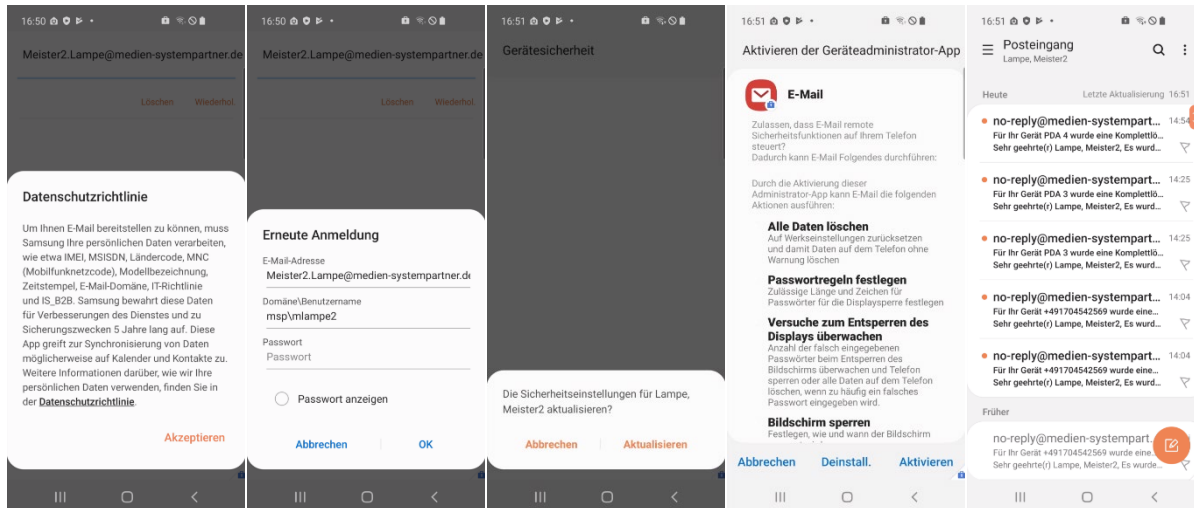 16:50
Meister2.Lampe@medien-systempartner.de
Löschen Wiederhol.
Datenschutzrichtlinie
Um Ihnen E-Mail bereitstellen zu können, muss
Samsung Ihre persönlichen Daten verarbeiten,
wie etwa IMEI, MSISDN, Ländercode, MNC
(Mobilfunknetzcode), Modellbezeichnung,
Zeitstempel, E-Mail-Domäne, IT-Richtlinie
und IS_B2B. Samsung bewahrt diese Daten
für Verbesserungen des Dienstes und zu
Sicherungszwecken 5 Jahre lang auf. Diese
App greift zur Synchronisierung von Daten
möglicherweise auf Kalender und Kontakte zu.
Weitere Informationen darüber, wie wir Ihre
persönlichen Daten verwenden, finden Sie in
der Datenschutzrichtlinie.
Akzeptieren
16:50
Meister2.Lampe@medien-systempartner.de
Löschen Wiederhol.
Erneute Anmeldung
E-Mail-Adresse
Meister2.Lampe@medien-systempartner.de
Domäne\Benutzername
msp\mlampe2
Passwort
Passwort
Passwort anzeigen
Abbrechen OK
16:51
Gerätesicherheit
Die Sicherheitseinstellungen für Lampe,
Meister2 aktualisieren?
Abbrechen Aktualisieren
16:51
Aktivieren der Geräteadministrator-App
E-Mail
Zulassen, dass E-Mail remote
Sicherheitsfunktionen auf Ihrem Telefon
steuert?
Dadurch kann E-Mail Folgendes durchführen:
Durch die Aktivierung dieser
Administrator-App kann E-Mail die folgenden
Aktionen ausführen:
Alle Daten löschen
Auf Werkseinstellungen zurücksetzen
und damit Daten auf dem Telefon ohne
Warnung löschen
Passwortregeln festlegen
Zulässige Länge und Zeichen für
Passwörter für die Displaysperre festlegen
Versuche zum Entsperren des
Displays überwachen
Anzahl der falsch eingegebenen
Passwörter beim Entsperren des
Bildschirms überwachen und Telefon
sperren oder alle Daten auf dem Telefon
löschen, wenn zu häufig ein falsches
Passwort eingegeben wird.
Bildschirm sperren
Festlegen, wie und wann der Bildschirm
Abbrechen Deinstall. Aktivieren
16:51
Posteingang
Lampe, Meister2
Heute Letzte Aktualisierung 16:51
no-reply@medien-systempart... 14:54
Für Ihr Gerät PDA 4 wurde eine Komplettlö...
Sehr geehrte(r) Lampe, Meister2, Es wurd...
no-reply@medien-systempart... 14:25
Für Ihr Gerät PDA 3 wurde eine Komplettlö...
Sehr geehrte(r) Lampe, Meister2, Es wurd...
no-reply@medien-systempart... 14:25
Für Ihr Gerät PDA 3 wurde eine Komplettlö...
Sehr geehrte(r) Lampe, Meister2, Es wurd...
no-reply@medien-systempart... 14:04
Für Ihr Gerät +491704542569 wurde eine...
Sehr geehrte(r) Lampe, Meister2, Es wurd...
no-reply@medien-systempart... 14:04
Für Ihr Gerät +491704542569 wurde eine...
Sehr geehrte(r) Lampe, Meister2, Es wurd...
Früher
no-reply@medien-systempart...
Für Ihr Gerät +491704542569 wurde eine...
Sehr geehrte(r) Lampe, Meister2, Es wurde...